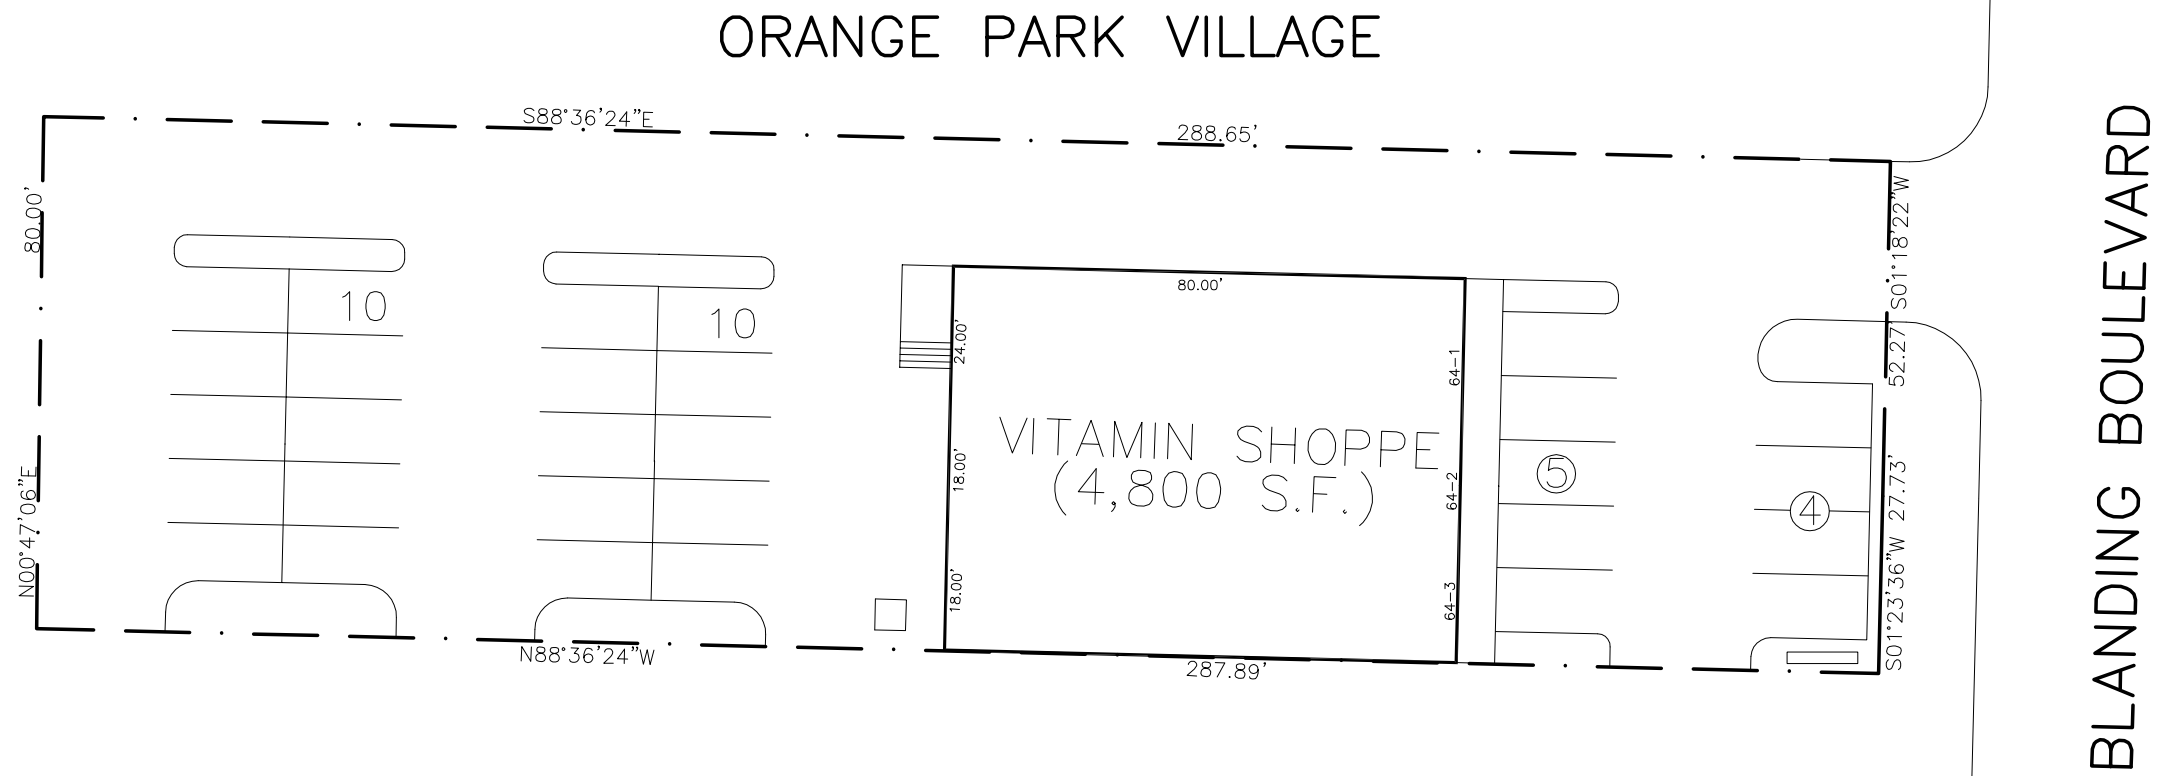 ORANGE PARK VILLAGE
S88°36'24"E
288.65'
80.00'
N00°47'06"E
10
10
80.00'
24.00'
18.00'
18.00'
64-1
64-2
64-3
VITAMIN SHOPPE
(4,800 S.F.)
5
4
S01°18'22"W
52.27'
S01°23'36"W 27.73'
N88°36'24"W
287.89'
BLANDING BOULEVARD